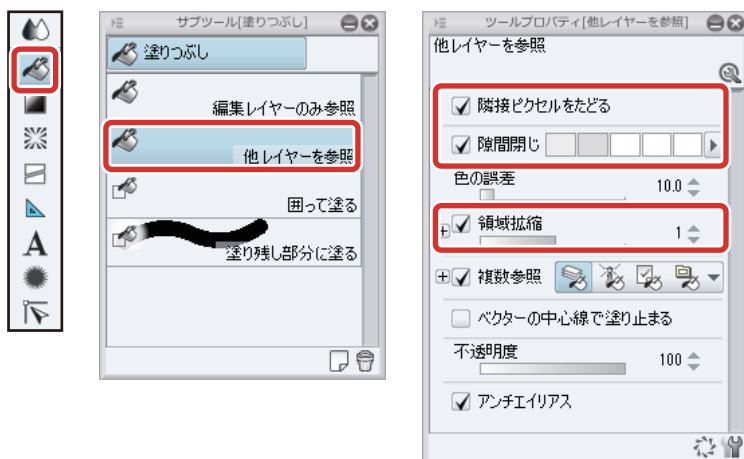 サブツール[塗りつぶし]
塗りつぶし
編集レイヤーのみ参照
他レイヤーを参照
囲って塗る
塗り残し部分に塗る
A
ツールプロパティ[他レイヤーを参照]
他レイヤーを参照
隣接ピクセルをたどる
隙間閉じ
色の誤差 10.0
領域拡縮 1
複数参照
ベクターの中心線で塗り止まる
不透明度 100
アンチエイリアス